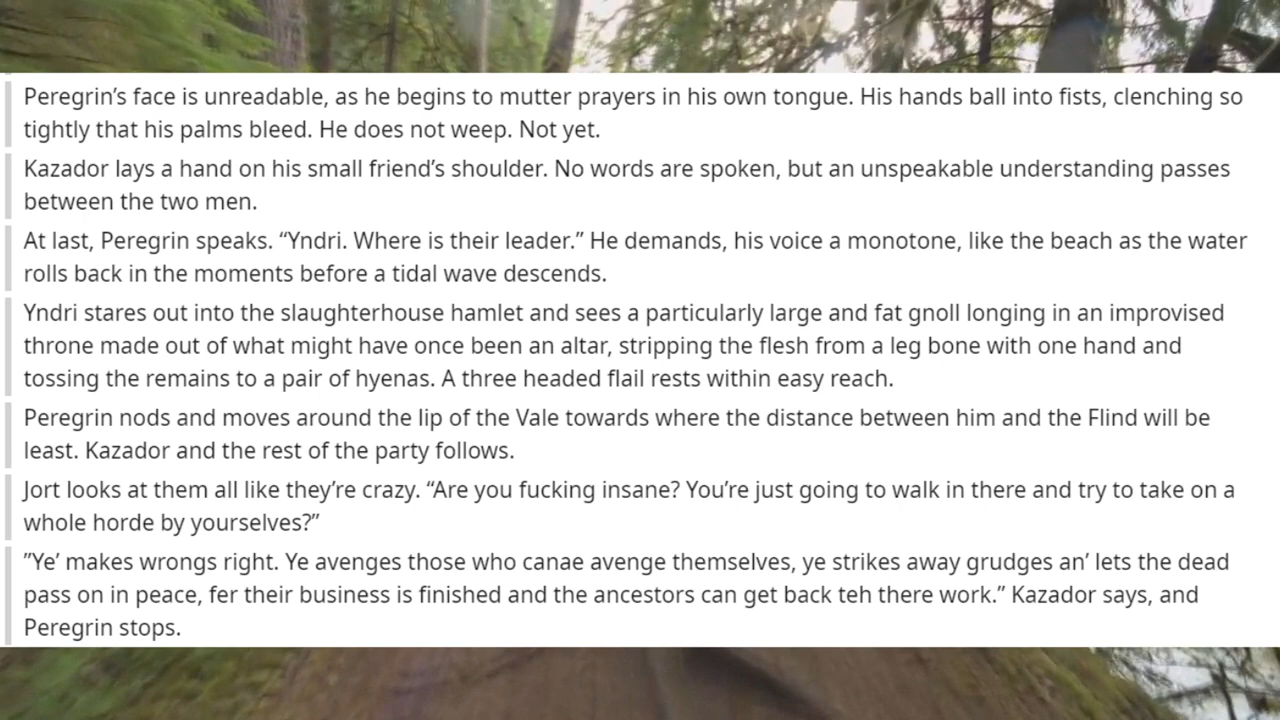 Peregrin’s face is unreadable, as he begins to mutter prayers in his own tongue. His hands ball into fists, clenching so
tightly that his palms bleed. He does not weep. Not yet.
Kazador lays a hand on his small friend’s shoulder. No words are spoken, but an unspeakable understanding passes
between the two men.
At last, Peregrin speaks. “Yndri. Where is their leader.” He demands, his voice a monotone, like the beach as the water
rolls back in the moments before a tidal wave descends.
Yndri stares out into the slaughterhouse hamlet and sees a particularly large and fat gnoll longing in an improvised
throne made out of what might have once been an altar, stripping the flesh from a leg bone with one hand and
tossing the remains to a pair of hyenas. A three headed flail rests within easy reach.
Peregrin nods and moves around the lip of the Vale towards where the distance between him and the Flind will be
least. Kazador and the rest of the party follows.
Jort looks at them all like they’re crazy. “Are you fucking insane? You’re just going to walk in there and try to take on a
whole horde by yourselves?”
”Ye’ makes wrongs right. Ye avenges those who canae avenge themselves, ye strikes away grudges an’ lets the dead
pass on in peace, fer their business is finished and the ancestors can get back teh there work.” Kazador says, and
Peregrin stops.